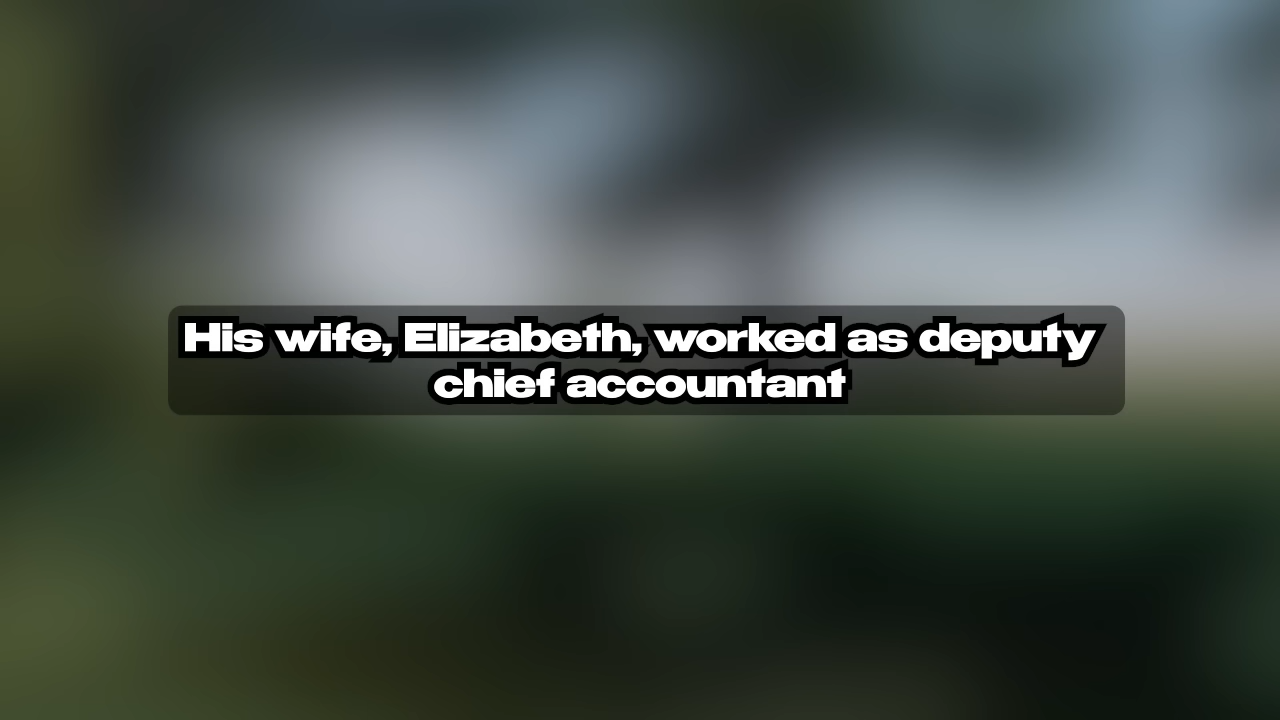 His wife, Elizabeth, worked as deputy
chief accountant